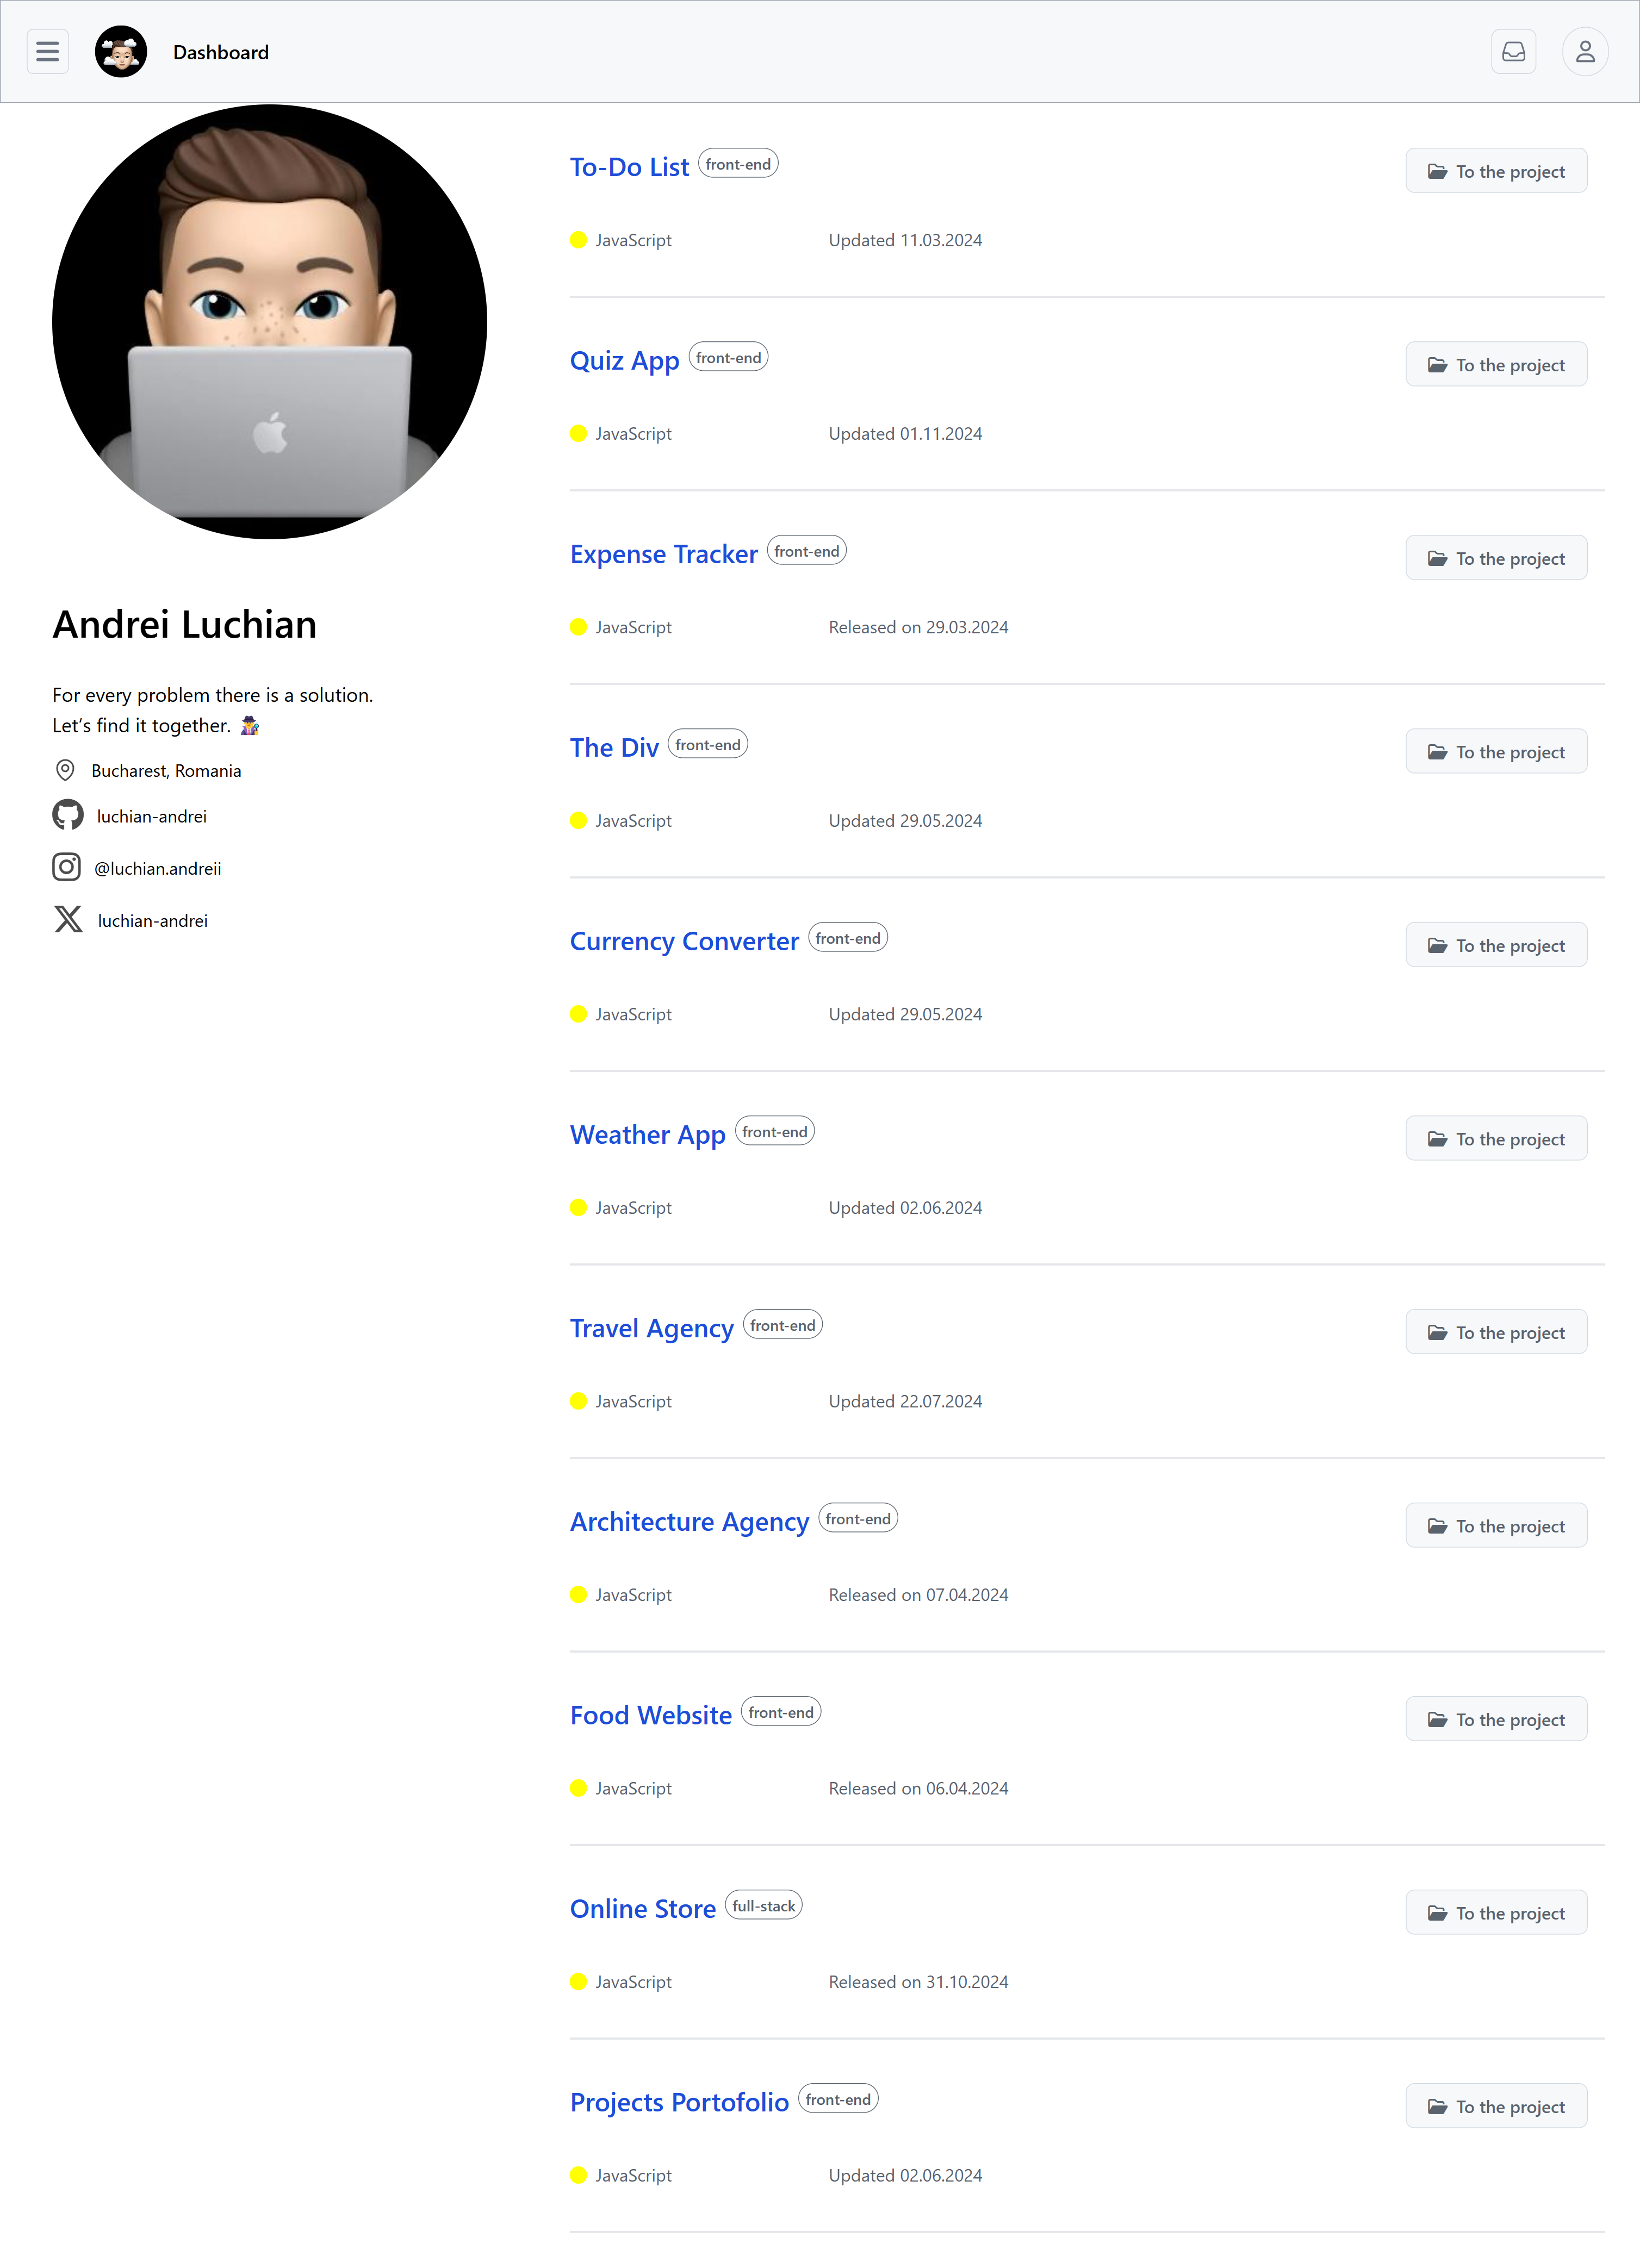 Dashboard
Andrei Luchian
For every problem there is a solution.
Let's find it together.
Bucharest, Romania
luchian-andrei
@luchian.andreii
luchian-andrei
To-Do List front-end To the project
JavaScript Updated 11.03.2024
Quiz App front-end To the project
JavaScript Updated 01.11.2024
Expense Tracker front-end To the project
JavaScript Released on 29.03.2024
The Div front-end To the project
JavaScript Updated 29.05.2024
Currency Converter front-end To the project
JavaScript Updated 29.05.2024
Weather App front-end To the project
JavaScript Updated 02.06.2024
Travel Agency front-end To the project
JavaScript Updated 22.07.2024
Architecture Agency front-end To the project
JavaScript Released on 07.04.2024
Food Website front-end To the project
JavaScript Released on 06.04.2024
Online Store full-stack To the project
JavaScript Released on 31.10.2024
Projects Portofolio front-end To the project
JavaScript Updated 02.06.2024